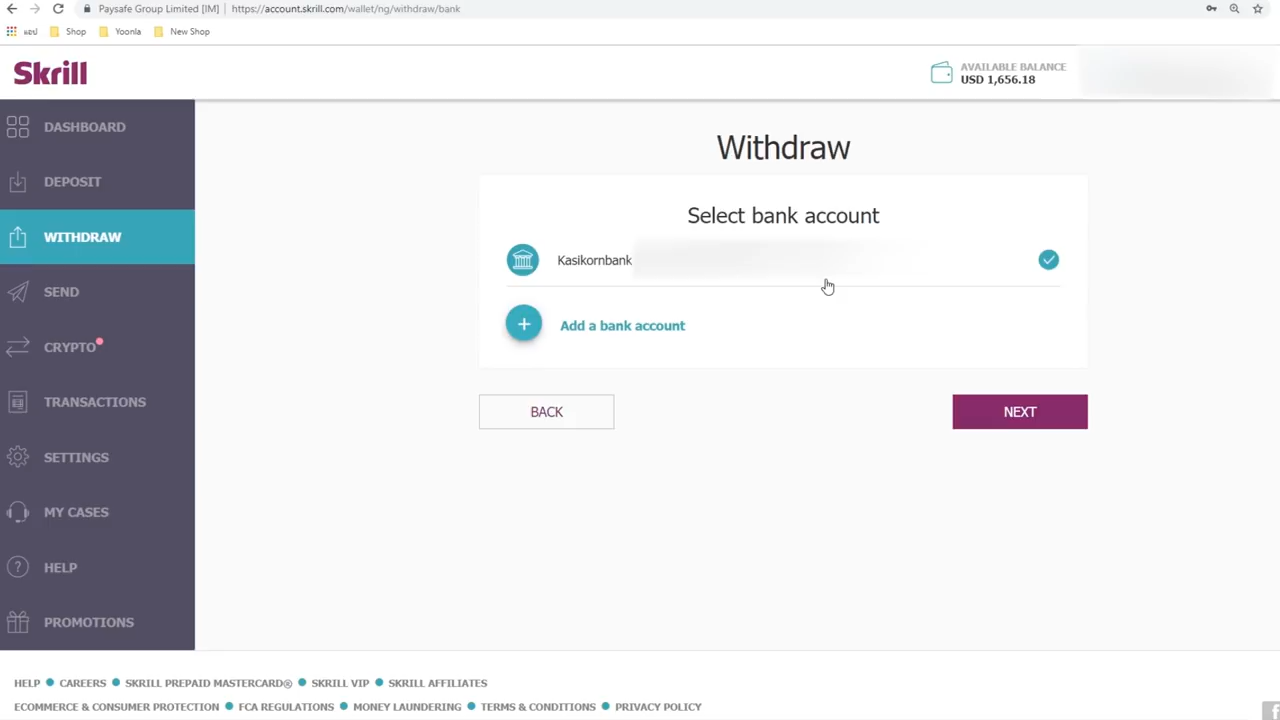 Paysafe Group Limited [IM] | https://account.skrill.com/wallet/ng/withdraw/bank
แอป Shop Yoonla New Shop
Skrill
AVAILABLE BALANCE
USD 1,656.18
DASHBOARD
DEPOSIT
WITHDRAW
SEND
CRYPTO
TRANSACTIONS
SETTINGS
MY CASES
HELP
PROMOTIONS
Withdraw
Select bank account
Kasikornbank
Add a bank account
BACK
NEXT
HELP CAREERS SKRILL PREPAID MASTERCARD® SKRILL VIP SKRILL AFFILIATES
ECOMMERCE & CONSUMER PROTECTION FCA REGULATIONS MONEY LAUNDERING TERMS & CONDITIONS PRIVACY POLICY